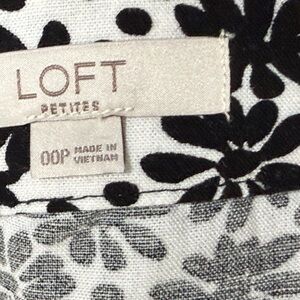 LOFT
PETITES
00P MADE IN
VIETNAM